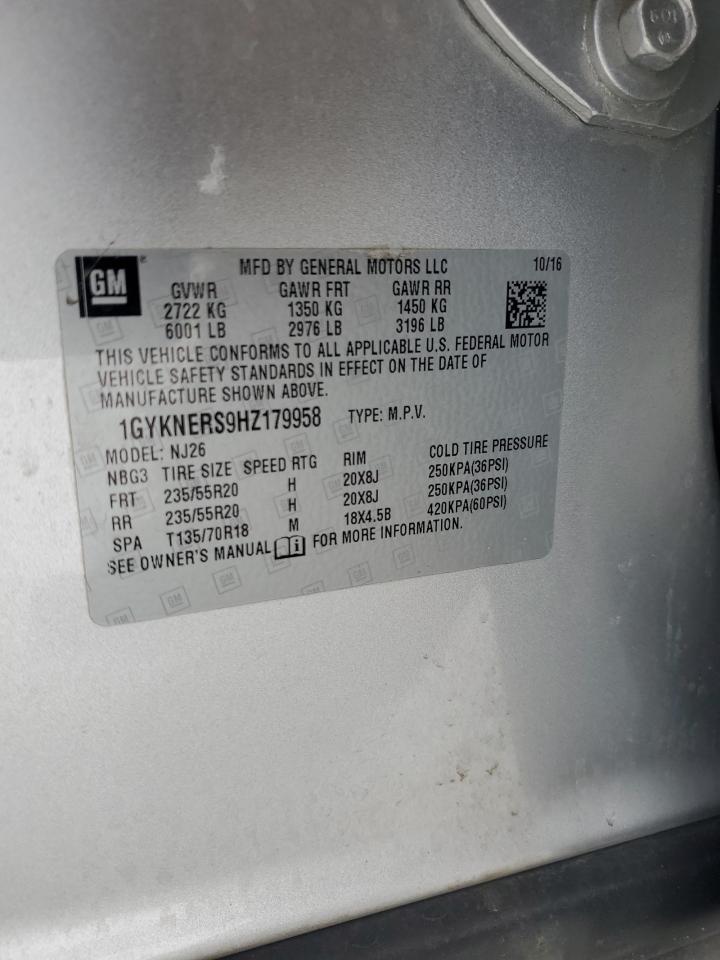 601
GM
MFD BY GENERAL MOTORS LLC 10/16
GVWR GAWR FRT GAWR RR
2722 KG 1350 KG 1450 KG
6001 LB 2976 LB 3196 LB
THIS VEHICLE CONFORMS TO ALL APPLICABLE U.S. FEDERAL MOTOR
VEHICLE SAFETY STANDARDS IN EFFECT ON THE DATE OF
MANUFACTURE SHOWN ABOVE.
1GYKNERS9HZ179958 TYPE: M.P.V.
MODEL: NJ26
NBG3 TIRE SIZE SPEED RTG RIM COLD TIRE PRESSURE
FRT 235/55R20 H 20X8J 250KPA(36PSI)
RR 235/55R20 H 20X8J 250KPA(36PSI)
SPA T135/70R18 M 18X4.5B 420KPA(60PSI)
SEE OWNER'S MANUAL FOR MORE INFORMATION.